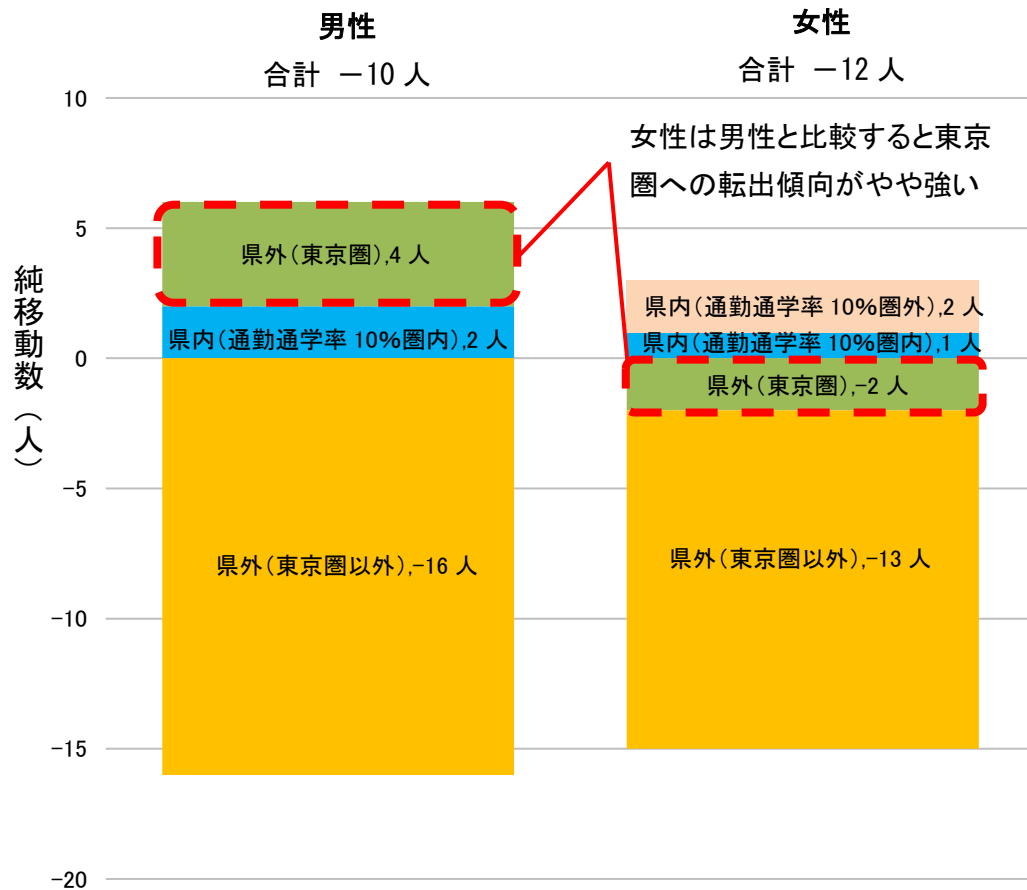 男性
合計 －10 人
女性
合計 －12 人
女性は男性と比較すると東京
圏への転出傾向がやや強い
純移動数（人）
10
5
0
−5
−10
−15
−20
県外（東京圏）,4 人
県内（通勤通学率 10％圏内）,2 人
県外（東京圏以外）,−16 人
県内（通勤通学率 10％圏外）,2 人
県内（通勤通学率 10％圏内）,1 人
県外（東京圏）,−2 人
県外（東京圏以外）,−13 人